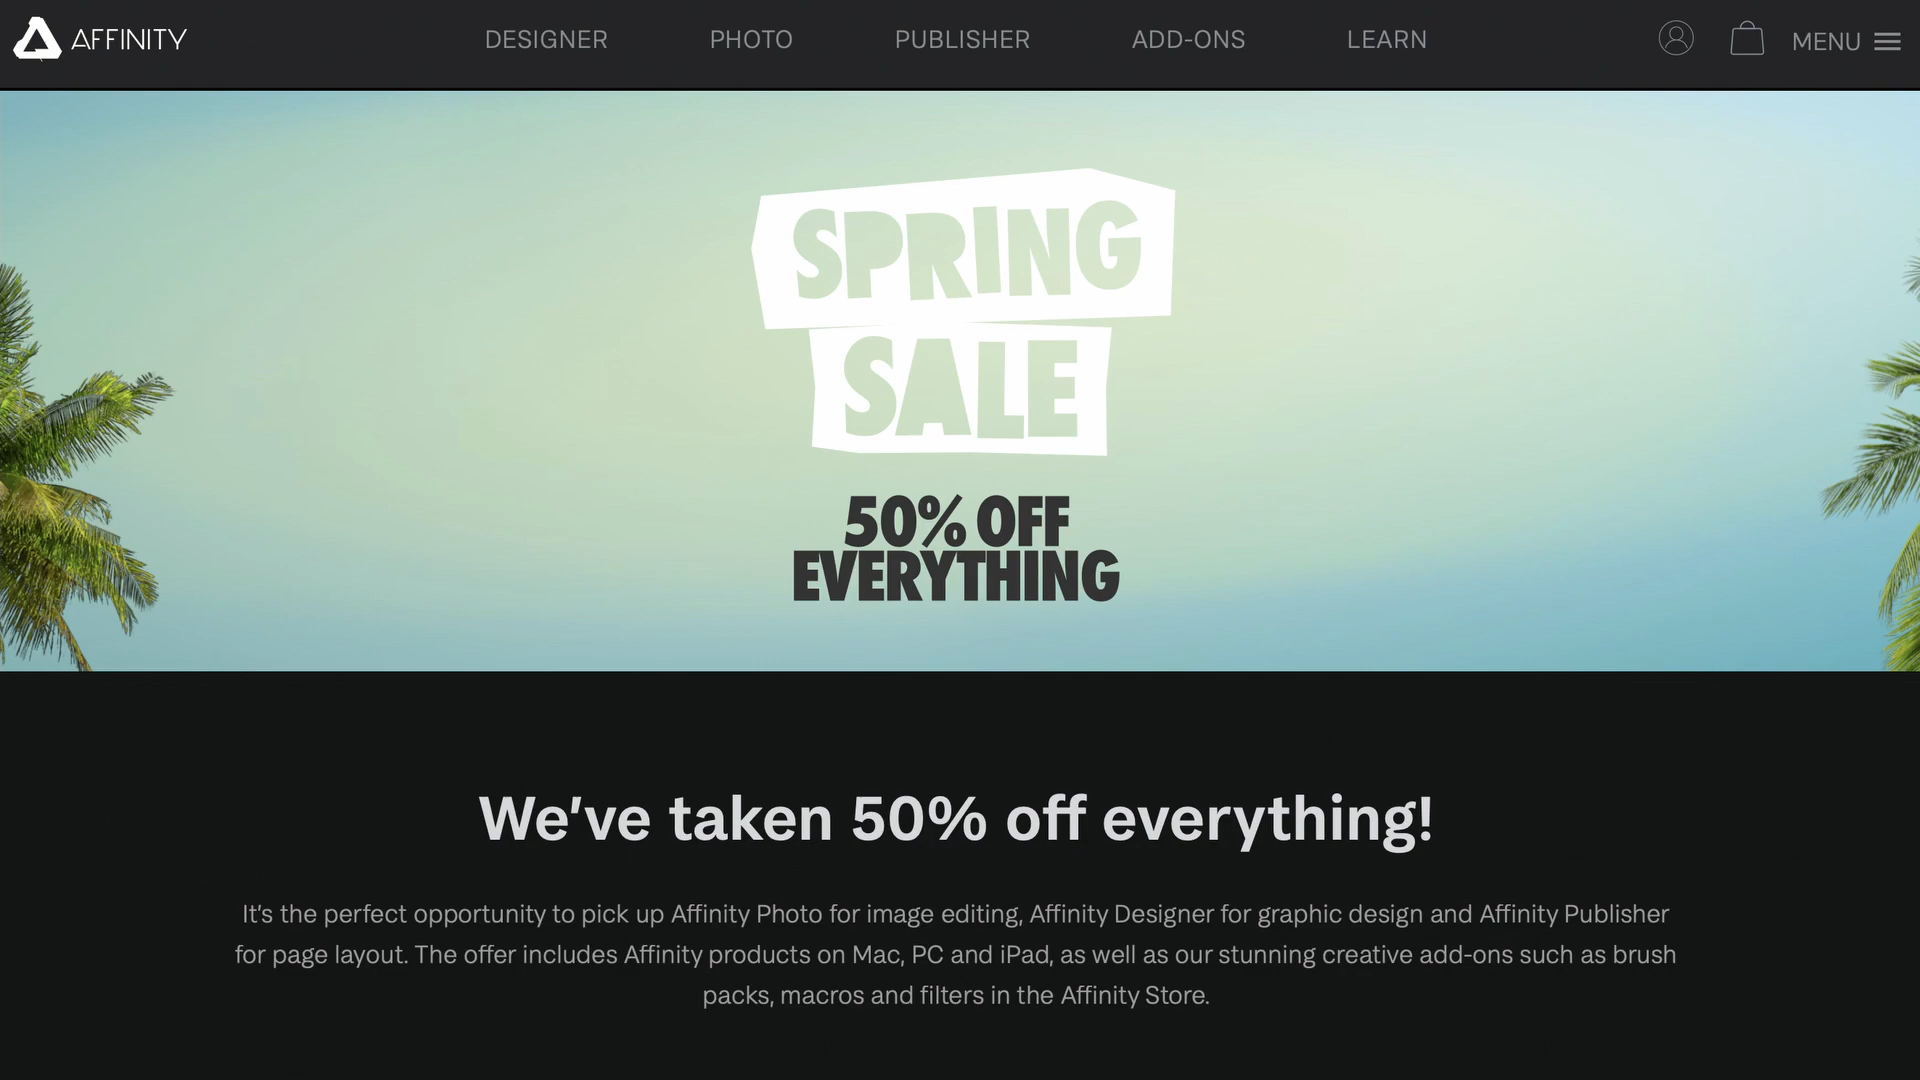 AFFINITY
DESIGNER
PHOTO
PUBLISHER
ADD-ONS
LEARN
MENU
SPRING
SALE
50% OFF
EVERYTHING
We've taken 50% off everything!
It's the perfect opportunity to pick up Affinity Photo for image editing, Affinity Designer for graphic design and Affinity Publisher
for page layout. The offer includes Affinity products on Mac, PC and iPad, as well as our stunning creative add-ons such as brush
packs, macros and filters in the Affinity Store.